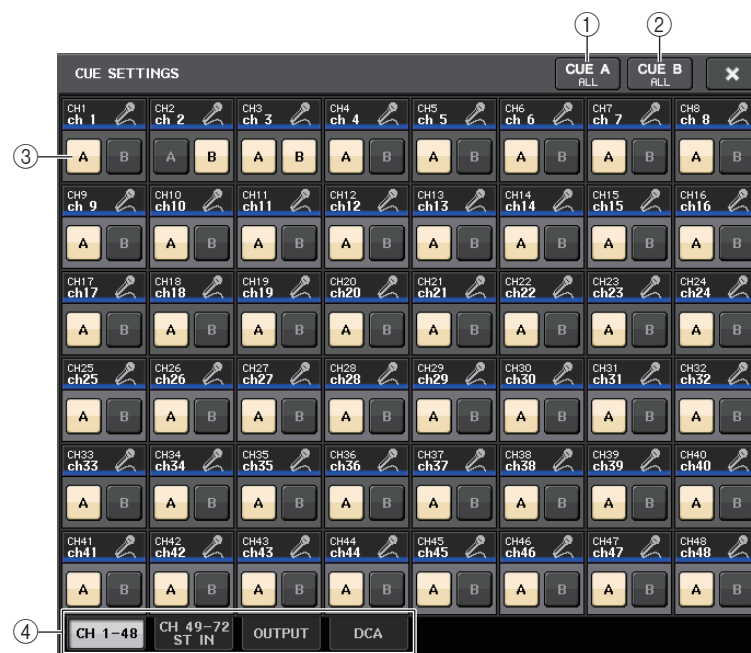 ① ②
CUE SETTINGS CUE A ALL CUE B ALL ×
CH1 CH2 CH3 CH4 CH5 CH6 CH7 CH8
ch 1 ch 2 ch 3 ch 4 ch 5 ch 6 ch 7 ch 8
③ A B A B A B A B A B A B A B A B
CH9 CH10 CH11 CH12 CH13 CH14 CH15 CH16
ch 9 ch10 ch11 ch12 ch13 ch14 ch15 ch16
A B A B A B A B A B A B A B A B
CH17 CH18 CH19 CH20 CH21 CH22 CH23 CH24
ch17 ch18 ch19 ch20 ch21 ch22 ch23 ch24
A B A B A B A B A B A B A B A B
CH25 CH26 CH27 CH28 CH29 CH30 CH31 CH32
ch25 ch26 ch27 ch28 ch29 ch30 ch31 ch32
A B A B A B A B A B A B A B A B
CH33 CH34 CH35 CH36 CH37 CH38 CH39 CH40
ch33 ch34 ch35 ch36 ch37 ch38 ch39 ch40
A B A B A B A B A B A B A B A B
CH41 CH42 CH43 CH44 CH45 CH46 CH47 CH48
ch41 ch42 ch43 ch44 ch45 ch46 ch47 ch48
A B A B A B A B A B A B A B A B
④ CH 1-48 CH 49-72 ST IN OUTPUT DCA